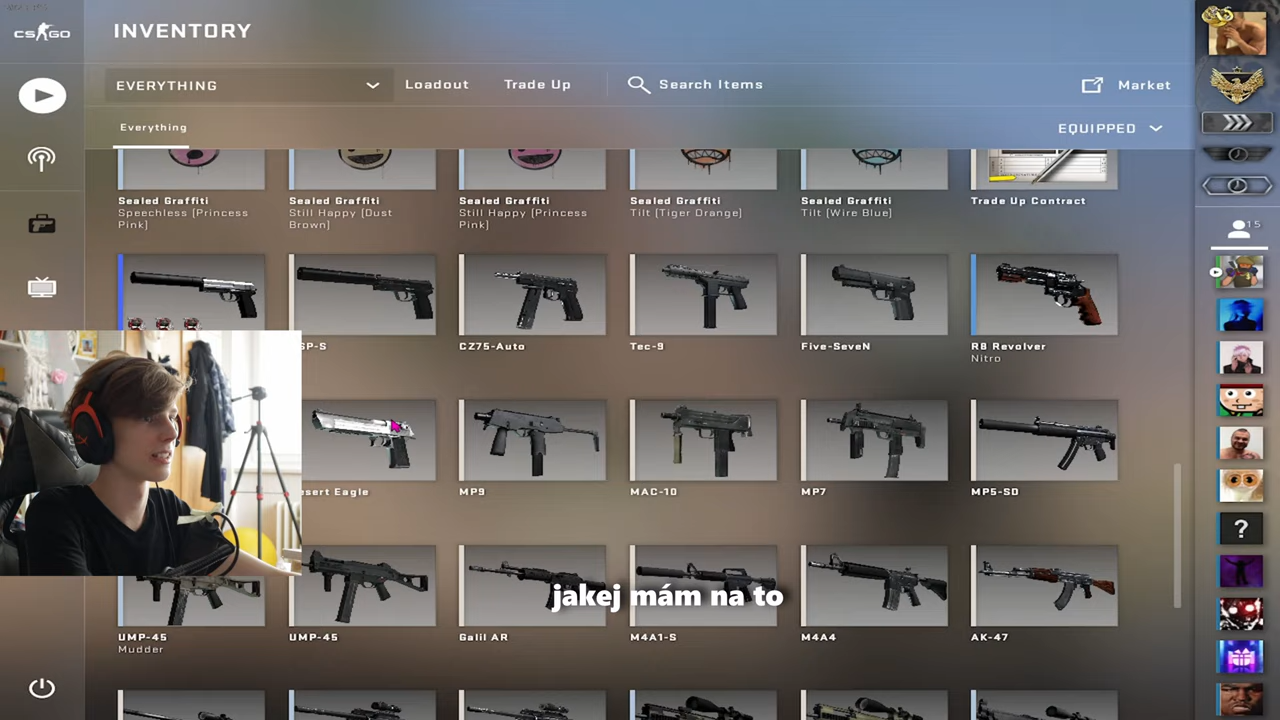 CS GO
INVENTORY
EVERYTHING
Loadout
Trade Up
Search Items
Market
Everything
EQUIPPED
15
Sealed Graffiti
Speechless (Princess
Pink)
Sealed Graffiti
Still Happy (Dust
Brown)
Sealed Graffiti
Still Happy (Princess
Pink)
Sealed Graffiti
Tilt (Tiger Orange)
Sealed Graffiti
Tilt (Wire Blue)
Trade Up Contract
SP-S
CZ75-Auto
Tec-9
Five-SeveN
R8 Revolver
Nitro
sert Eagle
MP9
MAC-10
MP7
MP5-SD
?
jakej mám na to
UMP-45
Mudder
UMP-45
Galil AR
M4A1-S
M4A4
AK-47